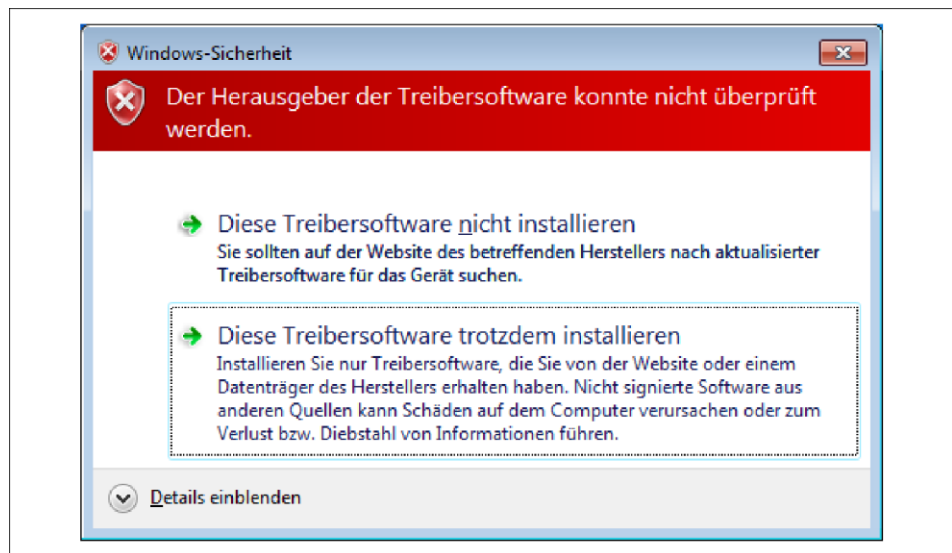 Windows-Sicherheit
Der Herausgeber der Treibersoftware konnte nicht überprüft
werden.
Diese Treibersoftware nicht installieren
Sie sollten auf der Website des betreffenden Herstellers nach aktualisierter
Treibersoftware für das Gerät suchen.
Diese Treibersoftware trotzdem installieren
Installieren Sie nur Treibersoftware, die Sie von der Website oder einem
Datenträger des Herstellers erhalten haben. Nicht signierte Software aus
anderen Quellen kann Schäden auf dem Computer verursachen oder zum
Verlust bzw. Diebstahl von Informationen führen.
Details einblenden